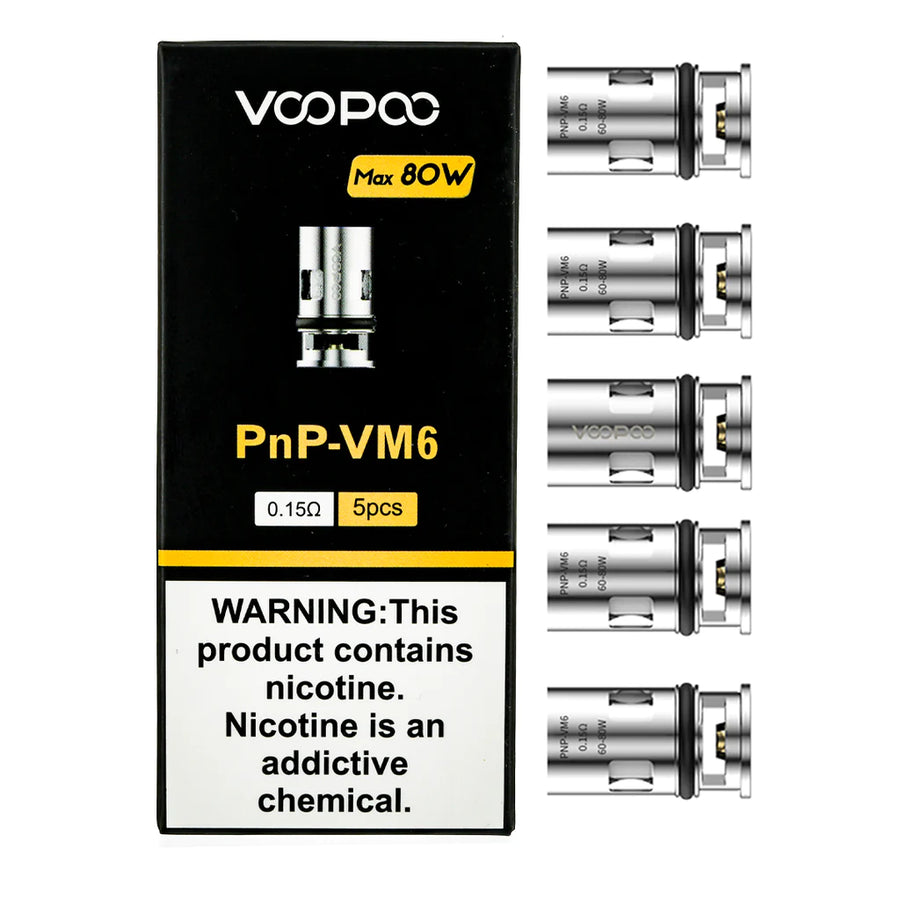 VOOPOO
Max 80W
VOOPOO
PnP-VM6
0.15Ω
5pcs
WARNING:This
product contains
nicotine.
Nicotine is an
addictive
chemical.
PNP-VM6
0.15Ω
60-80W
PNP-VM6
0.15Ω
60-80W
VOOPOO
PNP-VM6
0.15Ω
60-80W
PNP-VM6
0.15Ω
60-80W